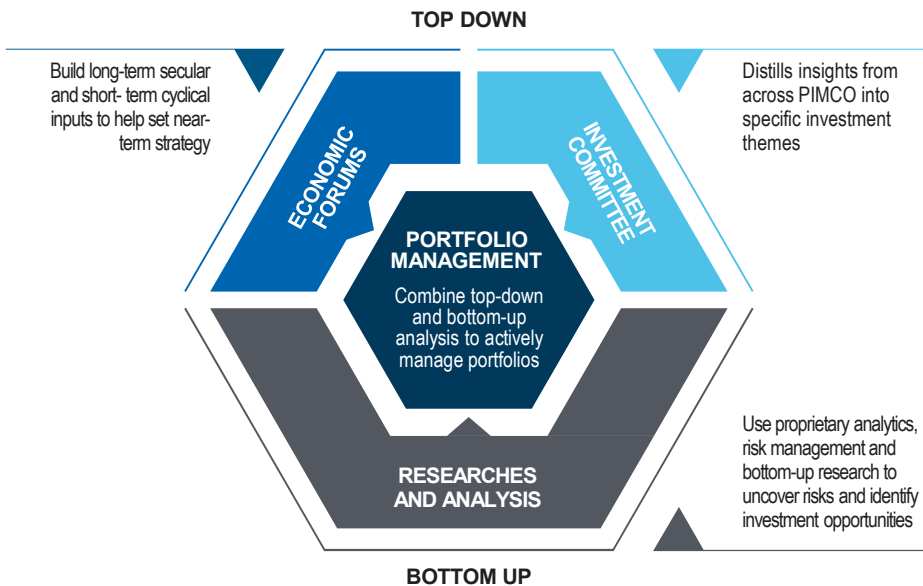 TOP DOWN
Build long-term secular
and short- term cyclical
inputs to help set near-
term strategy
Distills insights from
across PIMCO into
specific investment
themes
ECONOMIC
FORUMS
INVESTMENT
COMMITTEE
PORTFOLIO
MANAGEMENT
Combine top-down
and bottom-up
analysis to actively
manage portfolios
RESEARCHES
AND ANALYSIS
Use proprietary analytics,
risk management and
bottom-up research to
uncover risks and identify
investment opportunities
BOTTOM UP